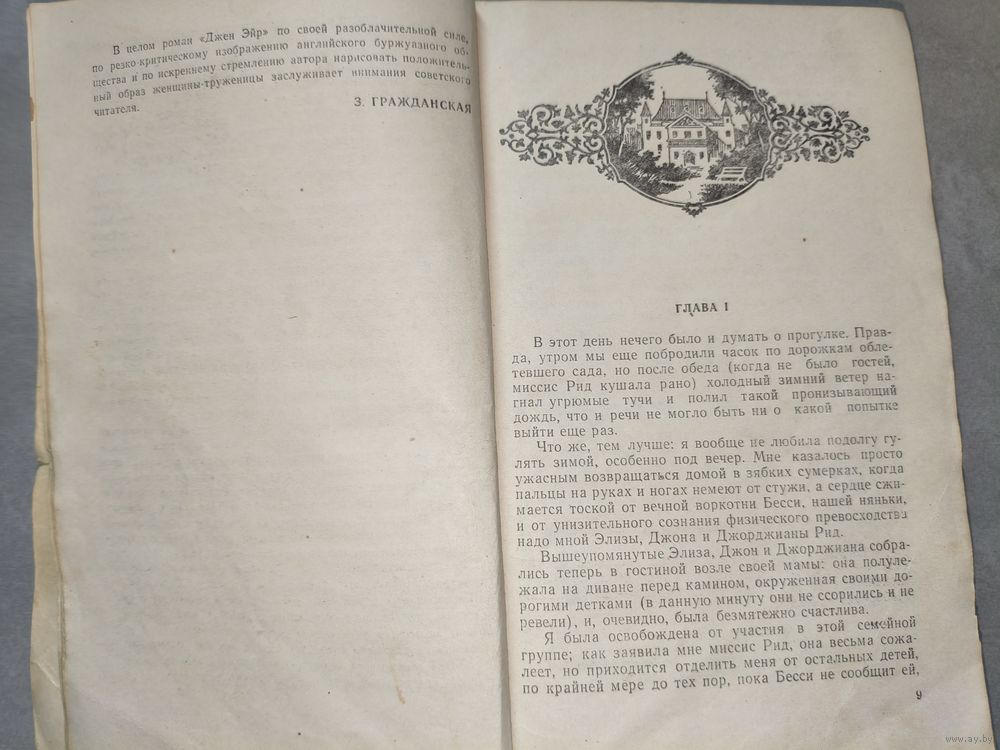 В целом роман «Джен Эйр» по своей разоблачительной силе,
по резко-критическому изображению английского буржуазного об-
щества и по искреннему стремлению автора нарисовать положитель-
ный образ женщины-труженицы заслуживает внимания советского
читателя.
З. ГРАЖДАНСКАЯ
ГЛАВА I
В этот день нечего было и думать о прогулке. Прав-
да, утром мы еще побродили часок по дорожкам обле-
тевшего сада, но после обеда (когда не было гостей,
миссис Рид кушала рано) холодный зимний ветер на-
гнал угрюмые тучи и полил такой пронизывающий
дождь, что и речи не могло быть ни о какой попытке
выйти еще раз.
Что же, тем лучше: я вообще не любила подолгу гу-
лять зимой, особенно под вечер. Мне казалось просто
ужасным возвращаться домой в зябких сумерках, когда
пальцы на руках и ногах немеют от стужи, а сердце сжи-
мается тоской от вечной воркотни Бесси, нашей няньки,
и от унизительного сознания физического превосходства
надо мной Элизы, Джона и Джорджианы Рид.
Вышеупомянутые Элиза, Джон и Джорджиана собра-
лись теперь в гостиной возле своей мамы: она полуле-
жала на диване перед камином, окруженная своими до-
рогими детками (в данную минуту они не ссорились и не
ревели), и, очевидно, была безмятежно счастлива.
Я была освобождена от участия в этой семейной
группе; как заявила мне миссис Рид, она весьма сожа-
леет, но приходится отделить меня от остальных детей,
по крайней мере до тех пор, пока Бесси не сообщит ей,
9
www.ay.by